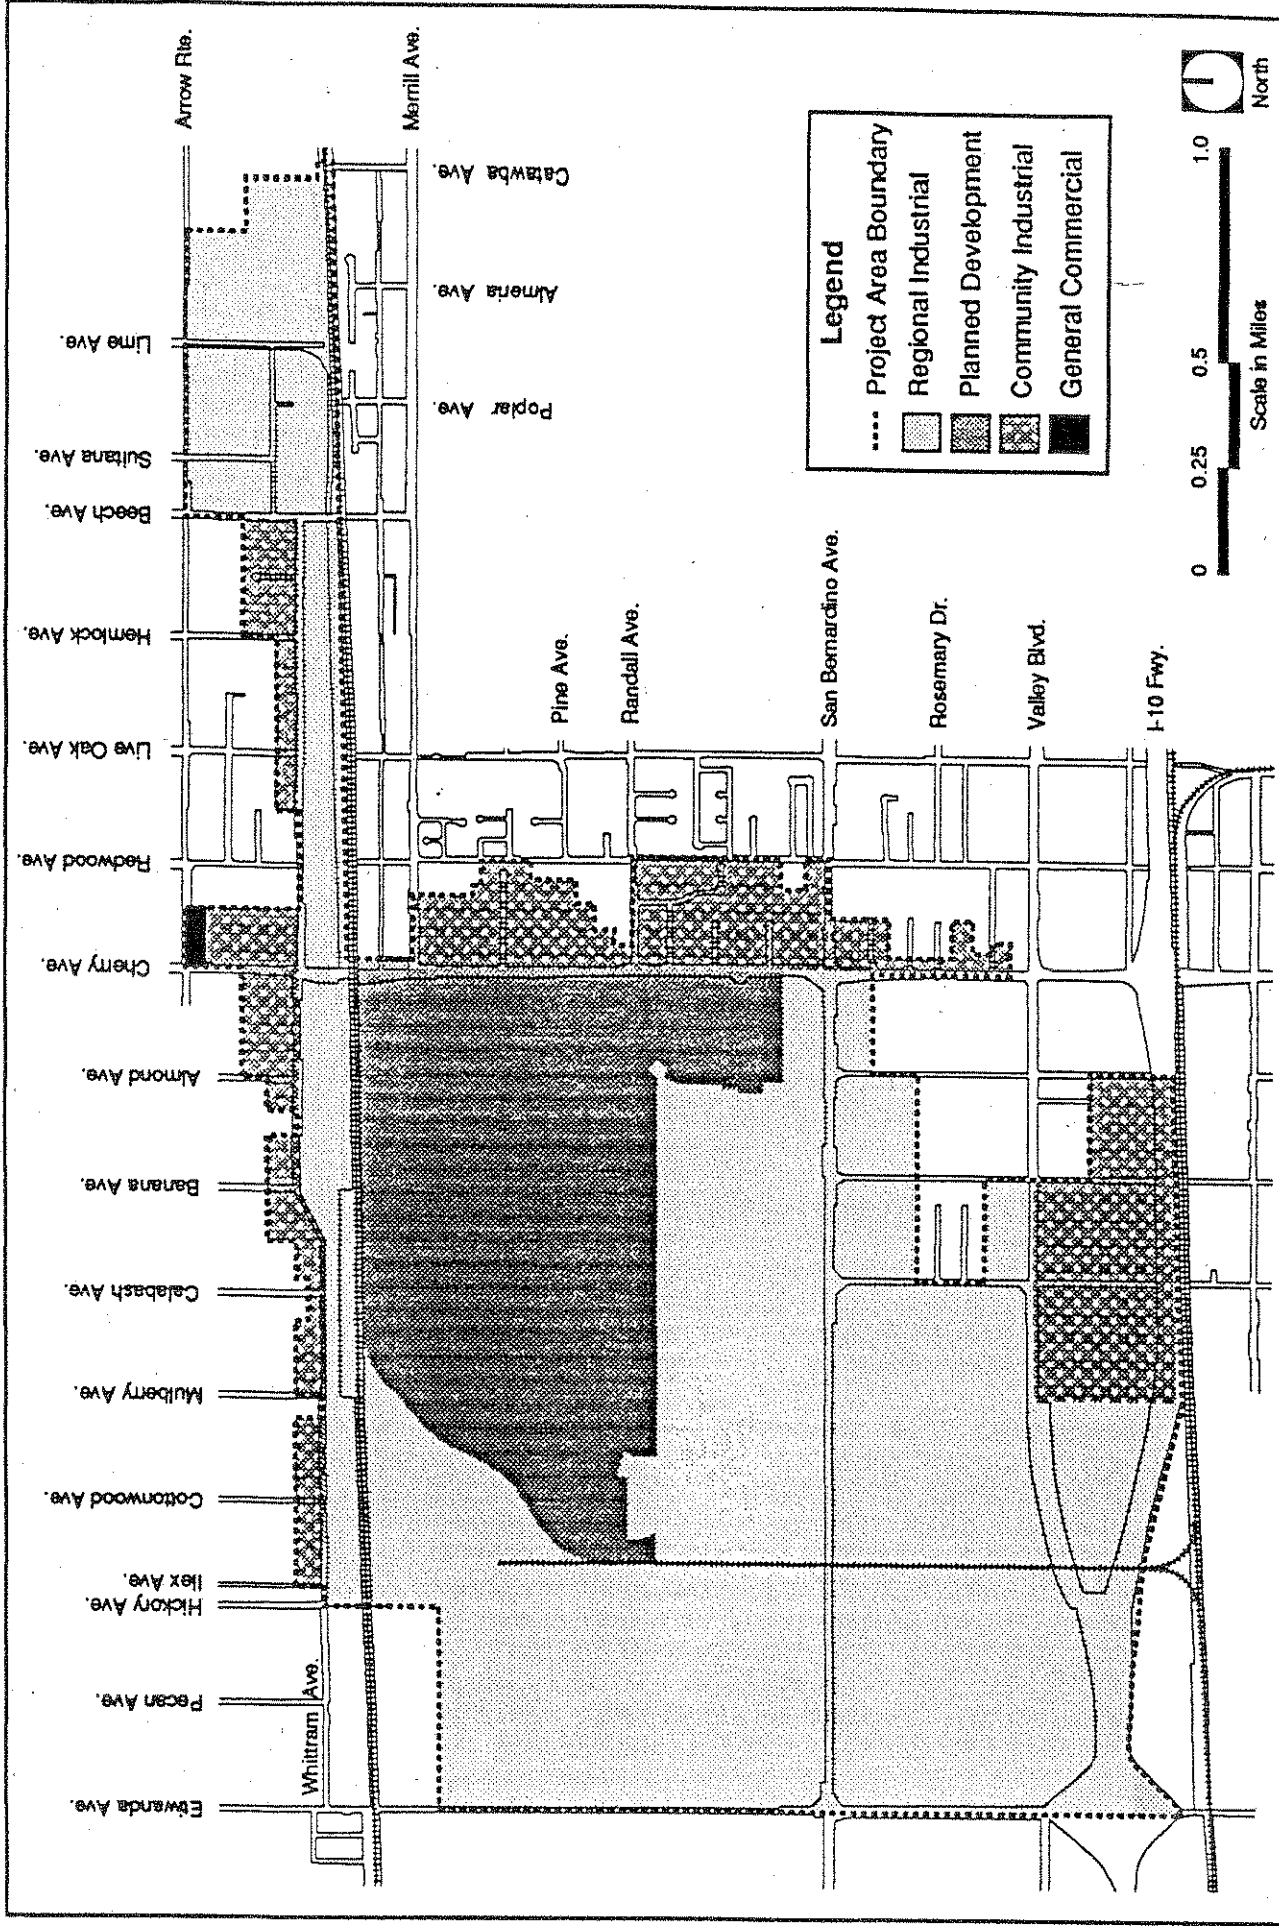 Arrow Rte.
Merrill Ave.
Catawba Ave.
Almeria Ave.
Poplar Ave.
Lime Ave.
Sultana Ave.
Beech Ave.
Hemlock Ave.
Live Oak Ave.
Redwood Ave.
Cherry Ave.
Almond Ave.
Banana Ave.
Calabash Ave.
Mulberry Ave.
Cottonwood Ave.
Ilex Ave.
Hickory Ave.
Pecan Ave.
Etiwanda Ave.
Whittram Ave.
Pine Ave.
Randall Ave.
San Bernardino Ave.
Rosemary Dr.
Valley Blvd.
I-10 Fwy.
Legend
Project Area Boundary
Regional Industrial
Planned Development
Community Industrial
General Commercial
0 0.25 0.5 1.0
Scale in Miles
North